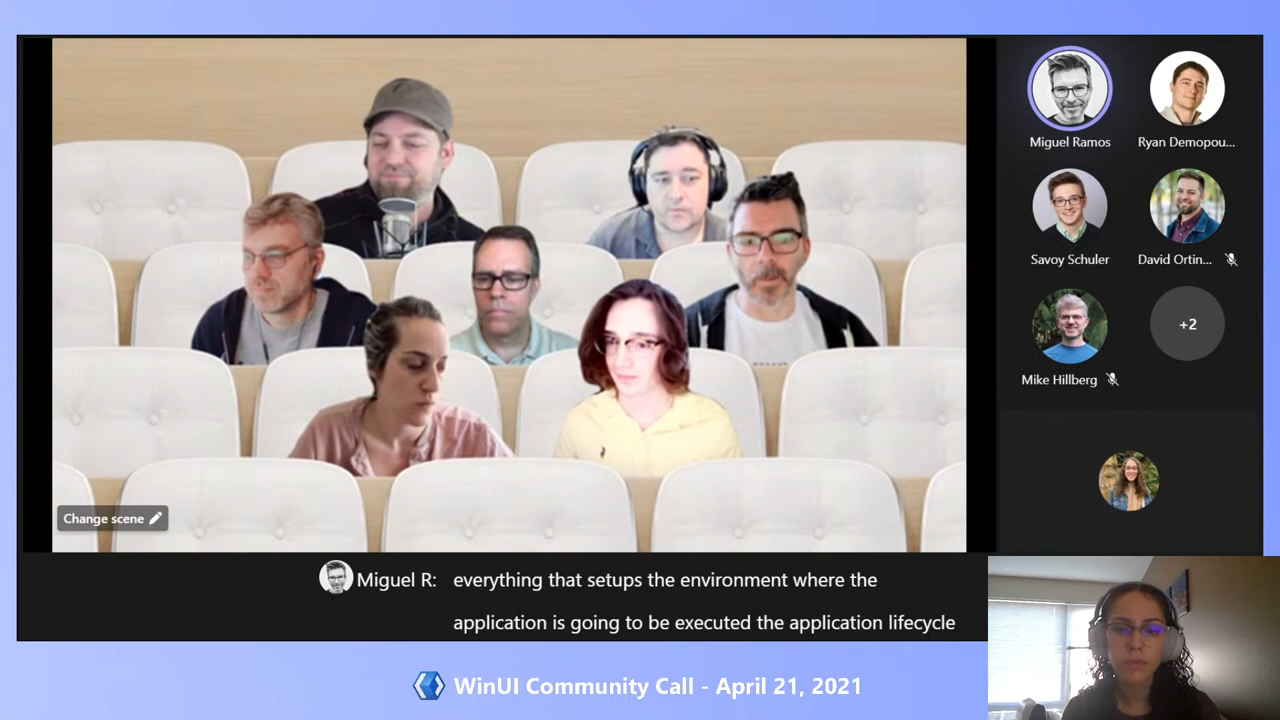 Miguel Ramos
Ryan Demopou...
Savoy Schuler
David Ortin...
+2
Mike Hillberg
Change scene
Miguel R: everything that setups the environment where the
application is going to be executed the application lifecycle
WinUI Community Call - April 21, 2021